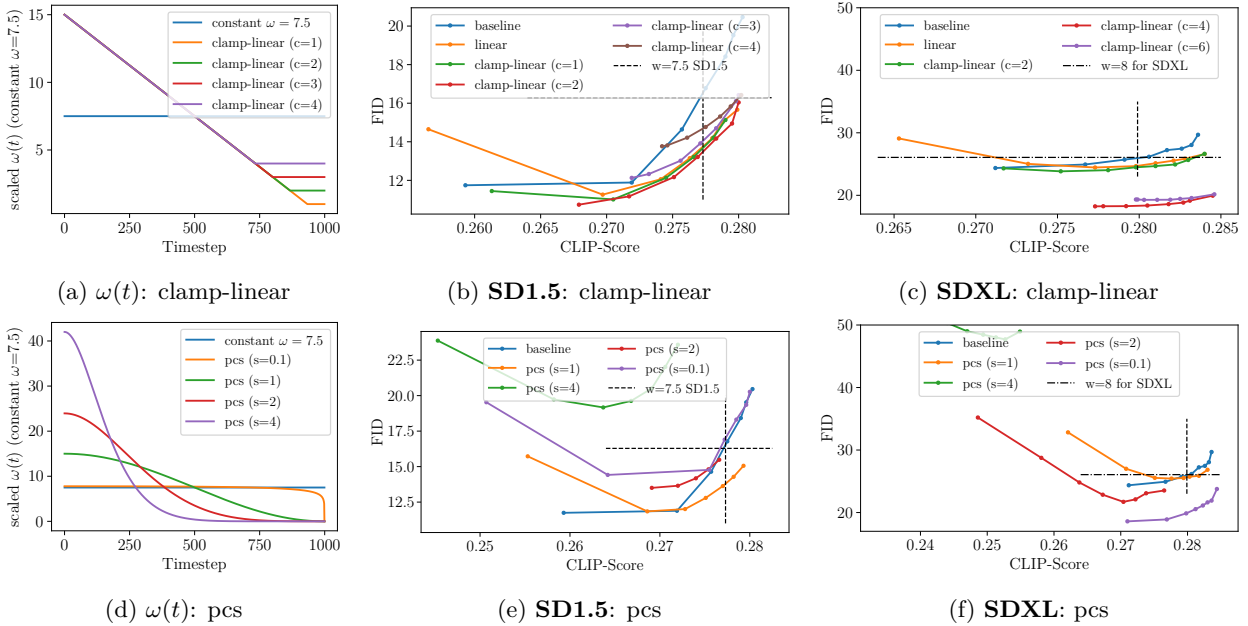 scaled ω(t) (constant ω=7.5)
15
10
5
constant ω = 7.5
clamp-linear (c=1)
clamp-linear (c=2)
clamp-linear (c=3)
clamp-linear (c=4)
0 250 500 750 1000
Timestep
(a) ω(t): clamp-linear
FID
20
18
16
14
12
baseline
linear
clamp-linear (c=1)
clamp-linear (c=2)
clamp-linear (c=3)
clamp-linear (c=4)
w=7.5 SD1.5
0.260 0.265 0.270 0.275 0.280
CLIP-Score
(b) SD1.5: clamp-linear
FID
50
40
30
20
baseline
linear
clamp-linear (c=2)
clamp-linear (c=4)
clamp-linear (c=6)
w=8 for SDXL
0.265 0.270 0.275 0.280 0.285
CLIP-Score
(c) SDXL: clamp-linear
scaled ω(t) (constant ω=7.5)
40
30
20
10
0
constant ω = 7.5
pcs (s=0.1)
pcs (s=1)
pcs (s=2)
pcs (s=4)
0 250 500 750 1000
Timestep
(d) ω(t): pcs
FID
22.5
20.0
17.5
15.0
12.5
baseline
pcs (s=1)
pcs (s=4)
pcs (s=2)
pcs (s=0.1)
w=7.5 SD1.5
0.25 0.26 0.27 0.28
CLIP-Score
(e) SD1.5: pcs
FID
50
40
30
20
baseline
pcs (s=1)
pcs (s=4)
pcs (s=2)
pcs (s=0.1)
w=8 for SDXL
0.24 0.25 0.26 0.27 0.28
CLIP-Score
(f) SDXL: pcs